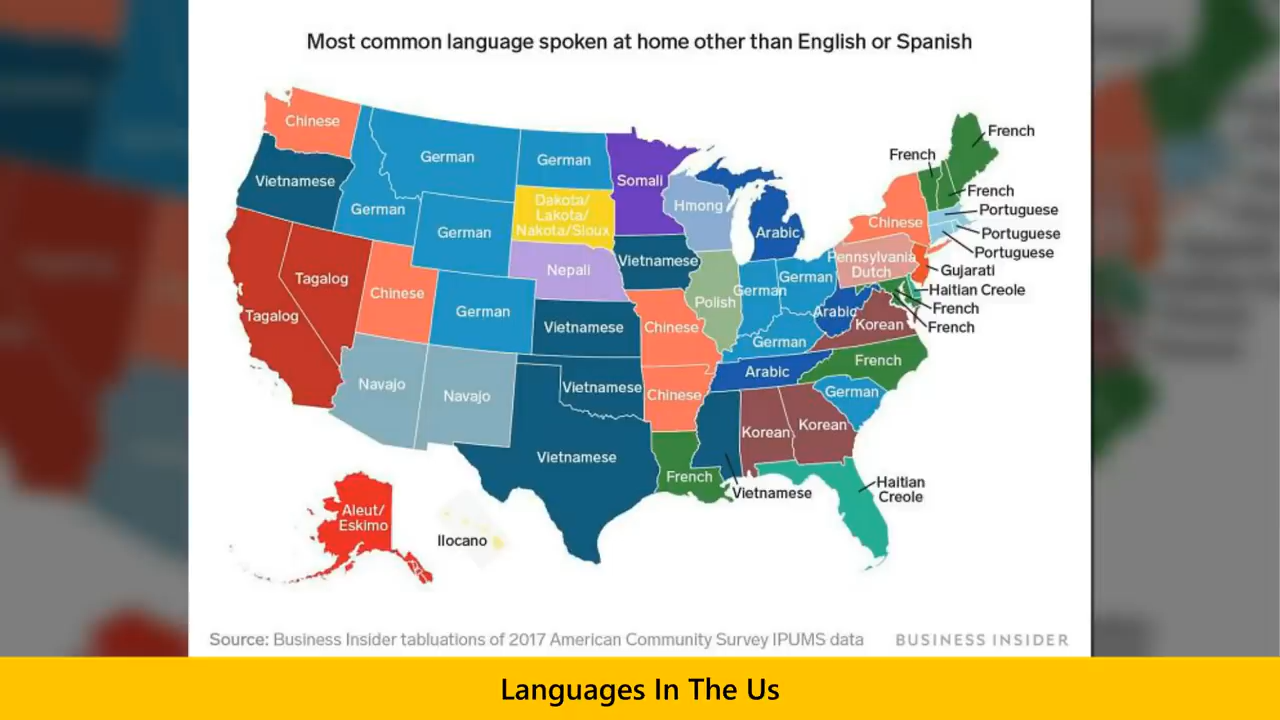 Most common language spoken at home other than English or Spanish
Chinese
French
German
French
German
Somali
Vietnamese
Hmong
French
Dakota/
Lakota/
Nakota/Sioux
German
Portuguese
Chinese
German
Arabic
Portuguese
Portuguese
Vietnamese
Pennsylvania
Dutch
Nepali
Gujarati
Tagalog
German
German
Haitian Creole
Chinese
Polish
French
German
Arabic
Tagalog
Vietnamese
Chinese
Korean
French
German
French
Arabic
Navajo
Vietnamese
German
Navajo
Chinese
Korean
Korean
Vietnamese
French
Haitian
Creole
Vietnamese
Aleut/
Eskimo
Ilocano
Source: Business Insider tabluations of 2017 American Community Survey IPUMS data
BUSINESS INSIDER
Languages In The Us